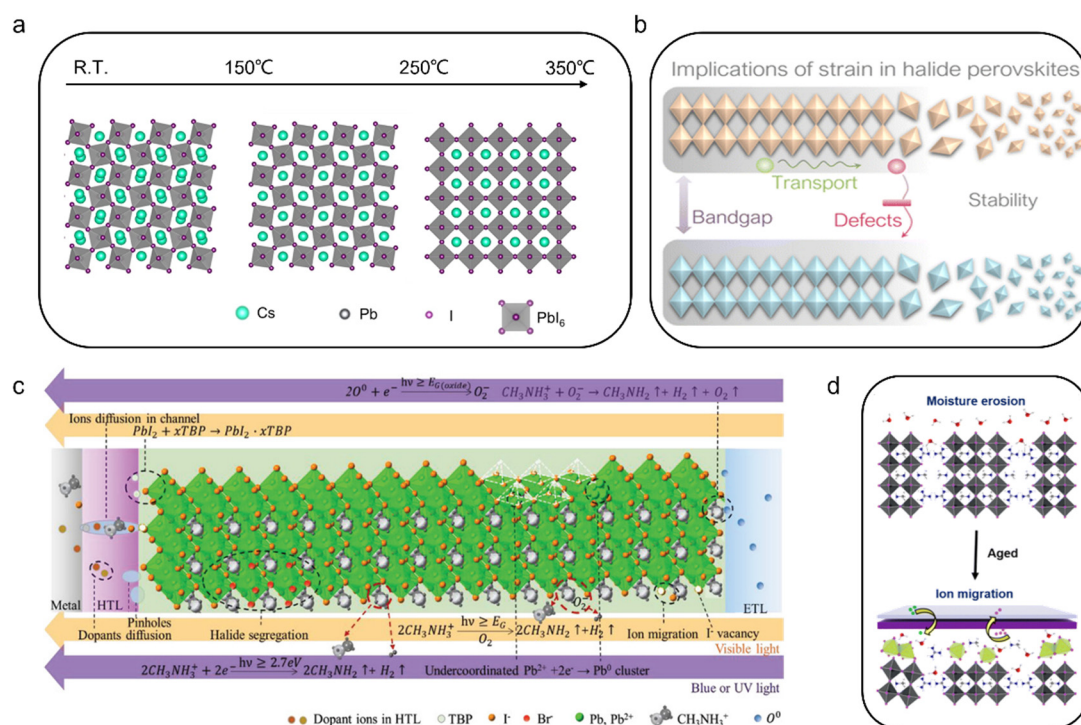 a
R.T.
150℃
250℃
350℃
Cs
Pb
I
PbI₆
b
Implications of strain in halide perovskites
Transport
Bandgap
Defects
Stability
c
2O⁰ + e⁻ hν ≥ E_G(oxide) → O₂⁻ CH₃NH₃⁺ + O₂⁻ → CH₃NH₂ ↑ + H₂ ↑ + O₂ ↑
Ions diffusion in channel
PbI₂ + xTBP → PbI₂ · xTBP
O₂
Metal
HTL
ETL
Pinholes
Dopants diffusion
Halide segregation
2CH₃NH₃⁺ hν ≥ E_G → O₂ 2CH₃NH₂ ↑+H₂ ↑
Ion migration
I⁻ vacancy
Visible light
2CH₃NH₃⁺ + 2e⁻ hν ≥ 2.7eV → 2CH₃NH₂ ↑+ H₂ ↑
Undercoordinated Pb²⁺ +2e⁻ → Pb⁰ cluster
Blue or UV light
Dopant ions in HTL
TBP
I⁻
Br⁻
Pb, Pb²⁺
CH₃NH₃⁺
O⁰
d
Moisture erosion
Aged
Ion migration